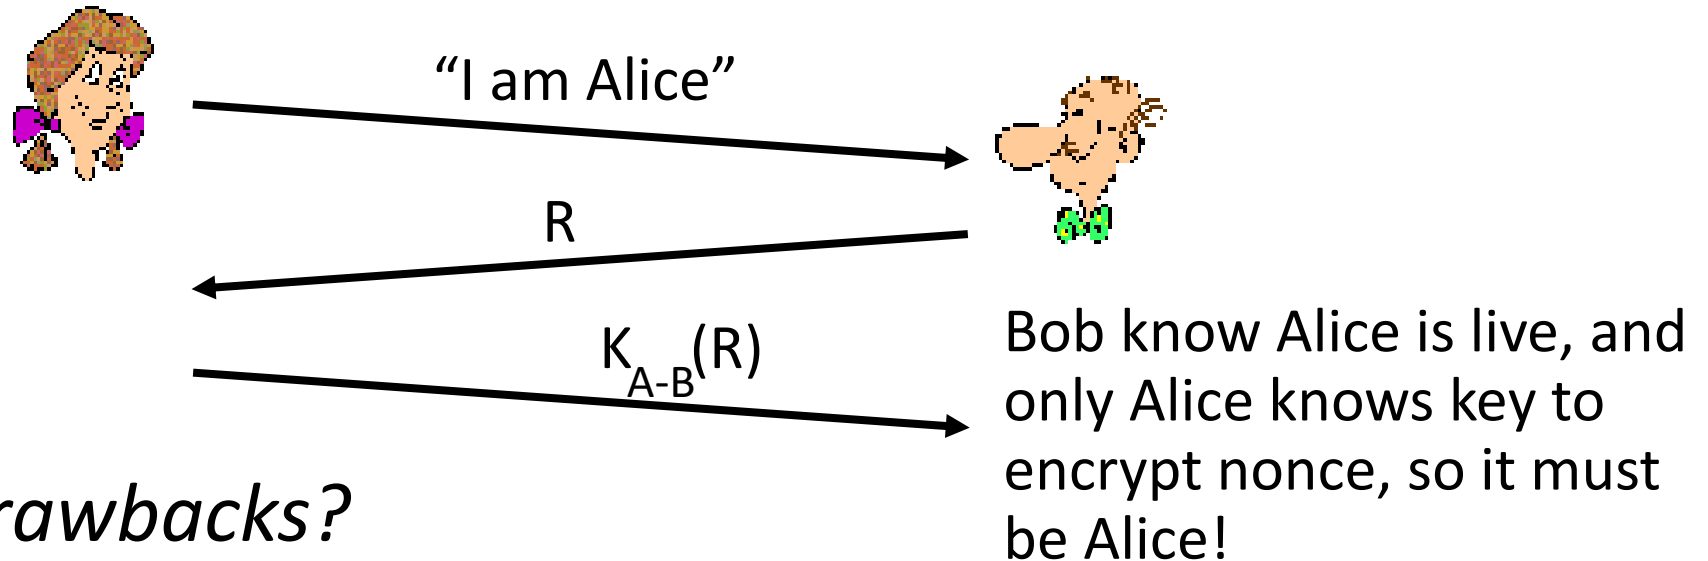 “I am Alice”
R
K
A-B
(R)
Bob know Alice is live, and
only Alice knows key to
encrypt nonce, so it must
be Alice!
rawbacks?